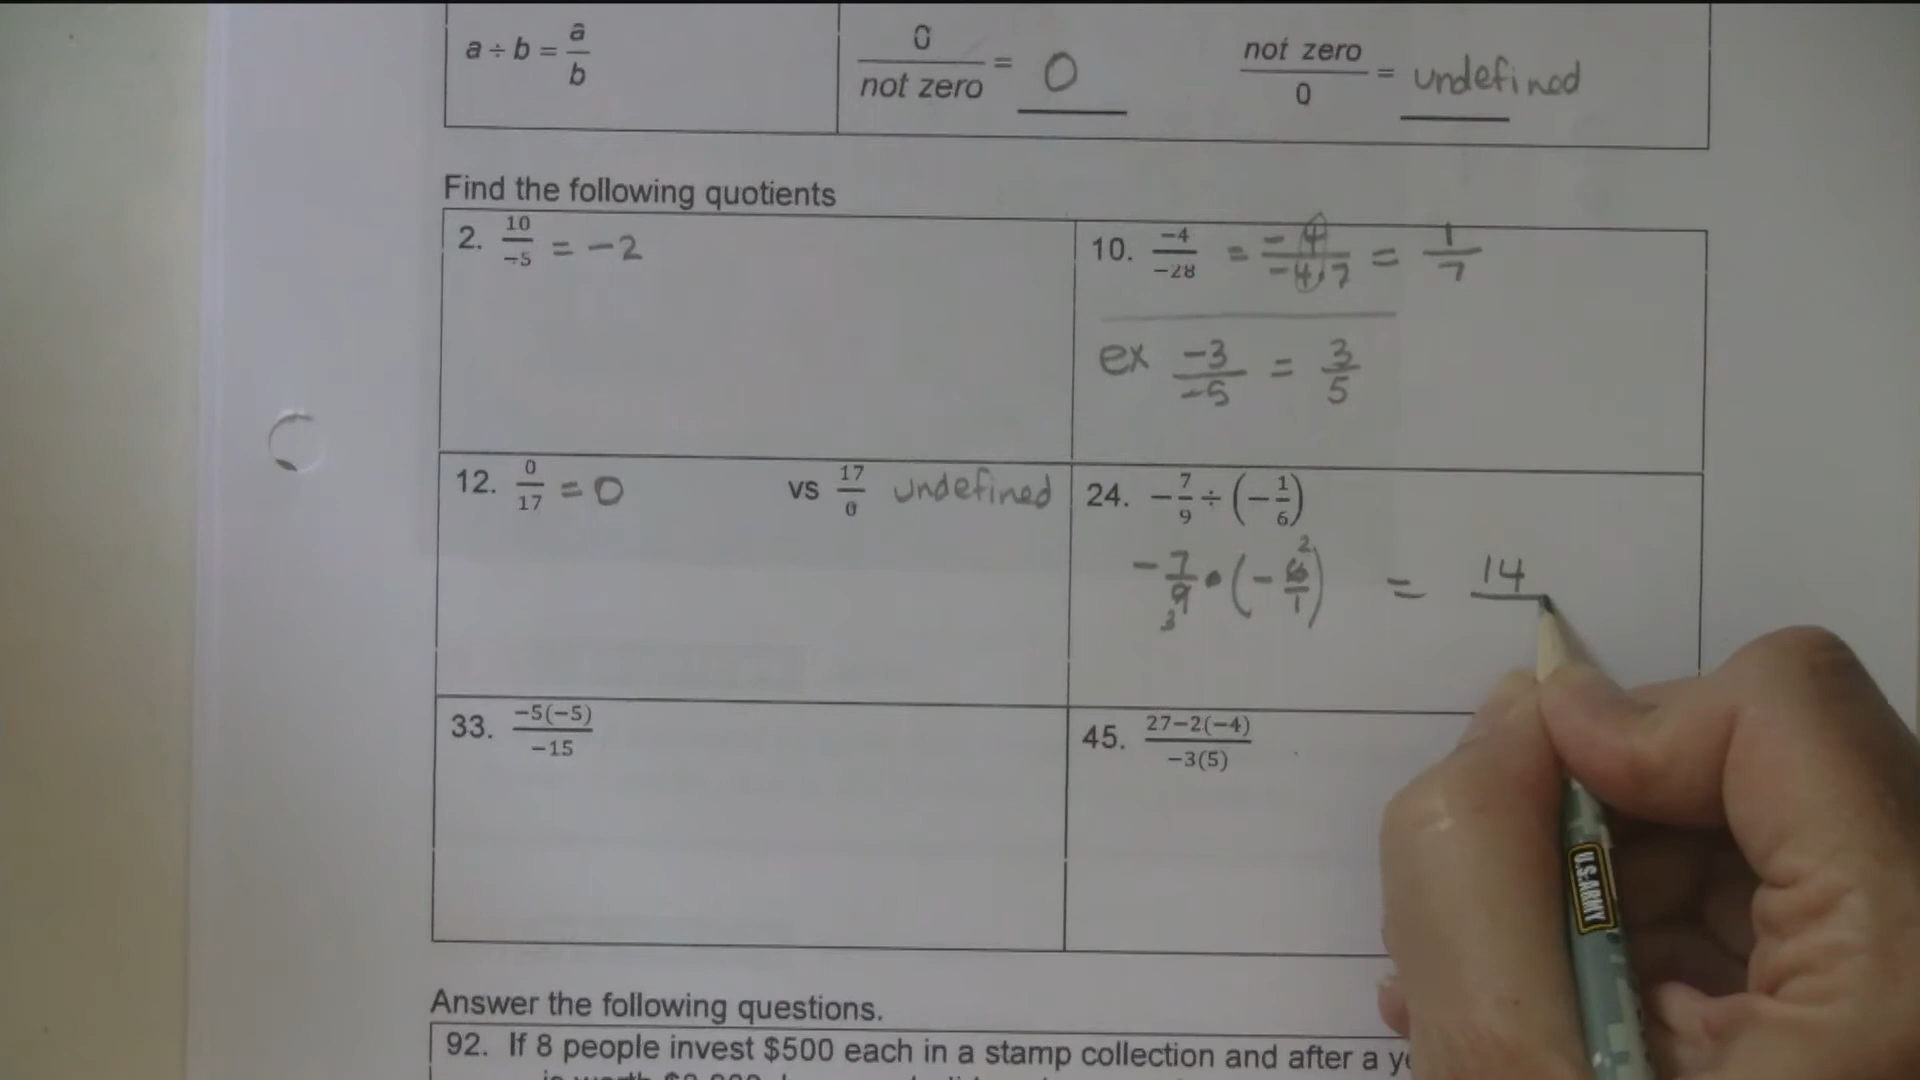 a ÷ b = a/b
0/not zero = 0
not zero/0 = undefined
Find the following quotients
2. 10/-5 = -2
10. -4/-28 = -4/-4·7 = 1/7
ex -3/-5 = 3/5
12. 0/17 = 0 vs 17/0 undefined
24. -7/9 ÷ (-1/6)
-7/9 • (-6/1) = 14
3 2
33. -5(-5)/-15
45. 27-2(-4)/-3(5)
U.S. ARMY
Answer the following questions.
92. If 8 people invest $500 each in a stamp collection and after a